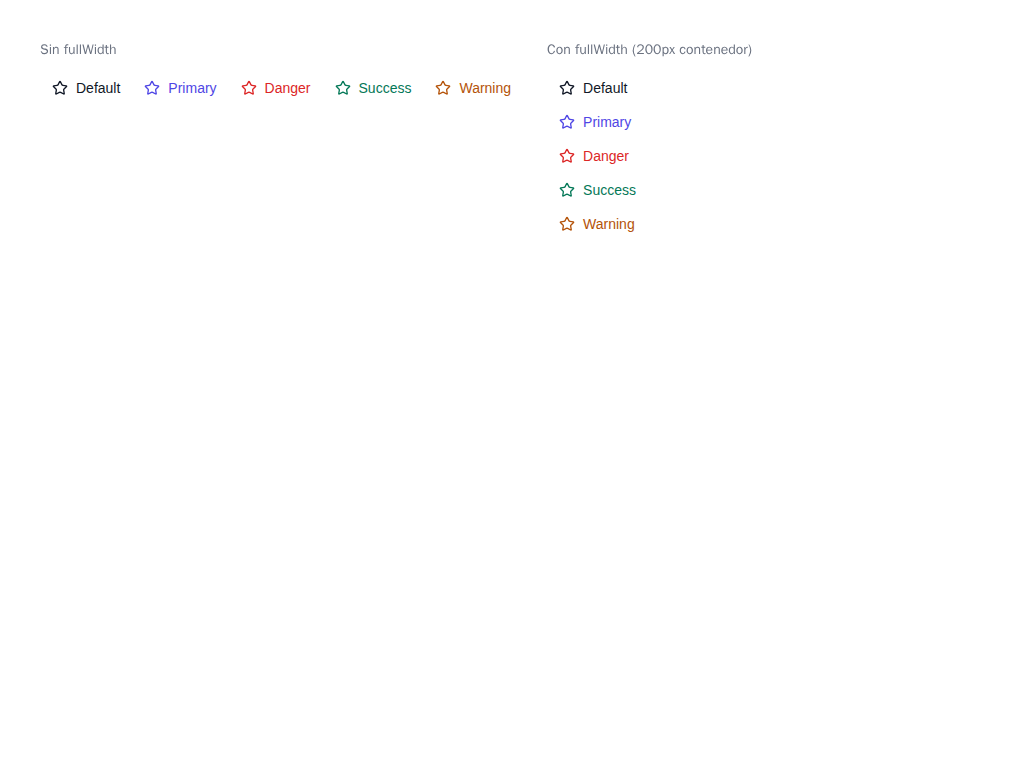 Sin fullWidth
Default Primary Danger Success Warning
Con fullWidth (200px contenedor)
Default
Primary
Danger
Success
Warning